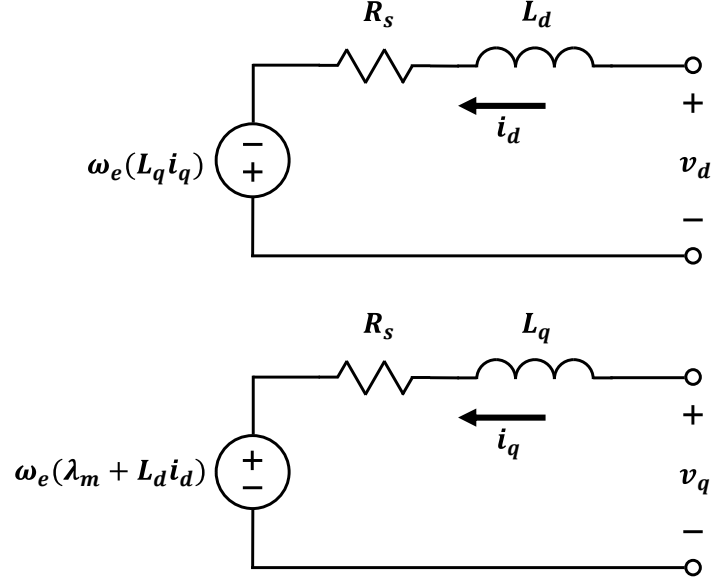 R_s L_d
i_d
+
−
+
ω_e(L_q i_q)
v_d
−
R_s L_q
i_q
+
+
−
ω_e(λ_m + L_d i_d)
v_q
−